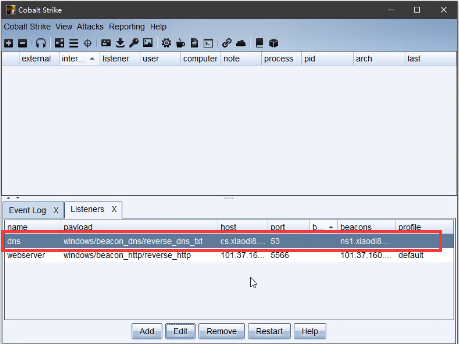 Cobalt Strike
Cobalt Strike View Attacks Reporting Help
external inter... listener user computer note process pid arch last
Event Log X Listeners X
name payload host port b... beacons profile
dns windows/beacon_dns/reverse_dns_txt cs.xiaodi8.... 53 ns1.xiaodi8....
webserver windows/beacon_http/reverse_http 101.37.16... 5566 101.37.160.... default
Add Edit Remove Restart Help